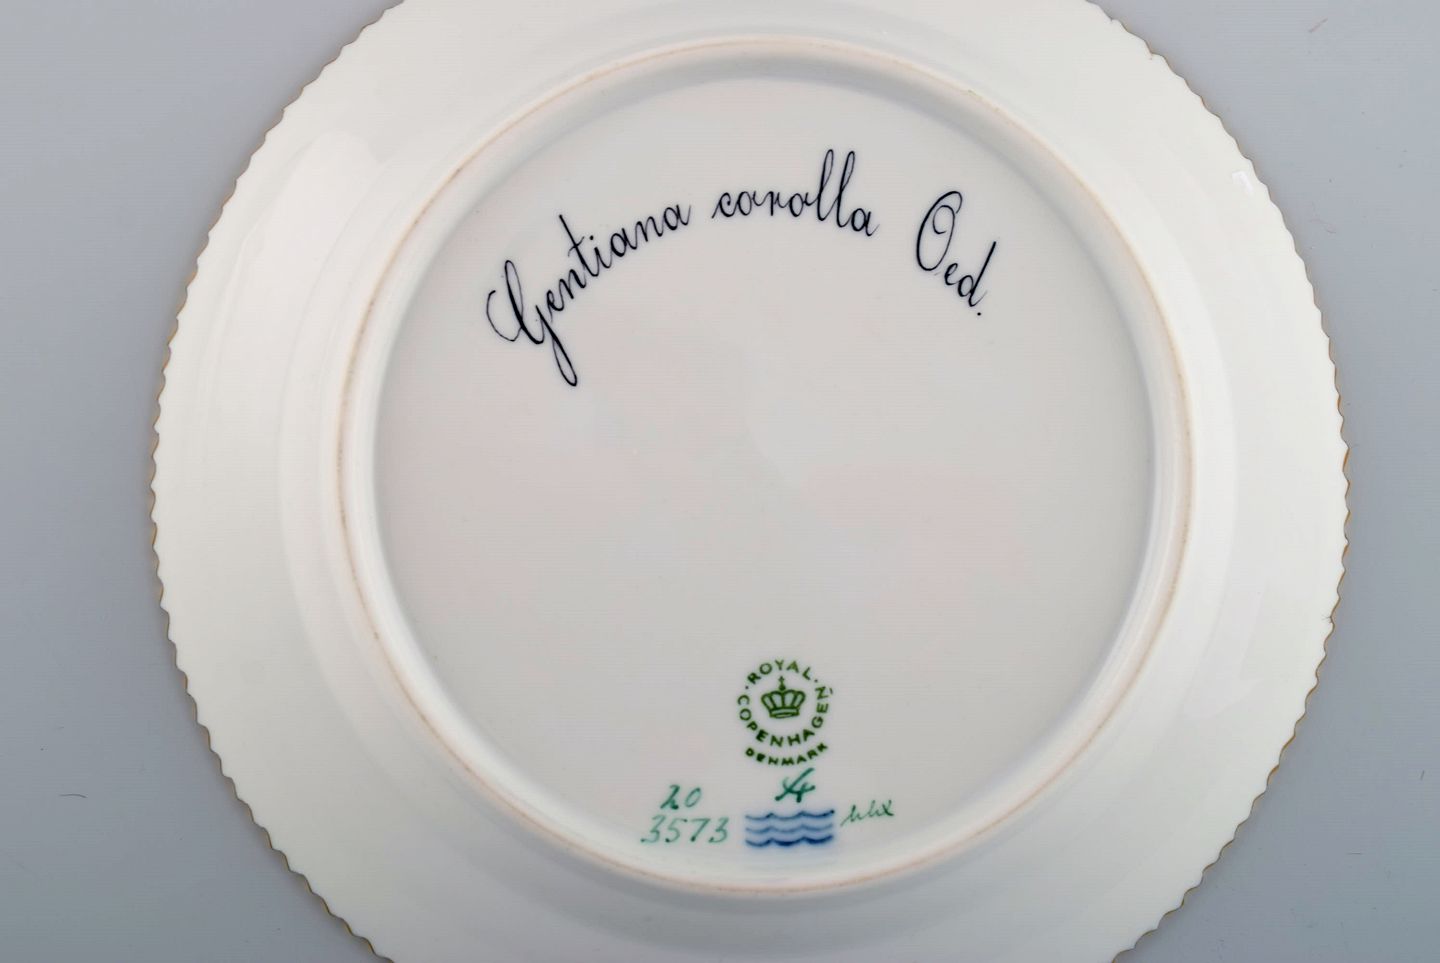 Gentiana corolla Oed.
ROYAL
COPENHAGEN
DENMARK
20
3573